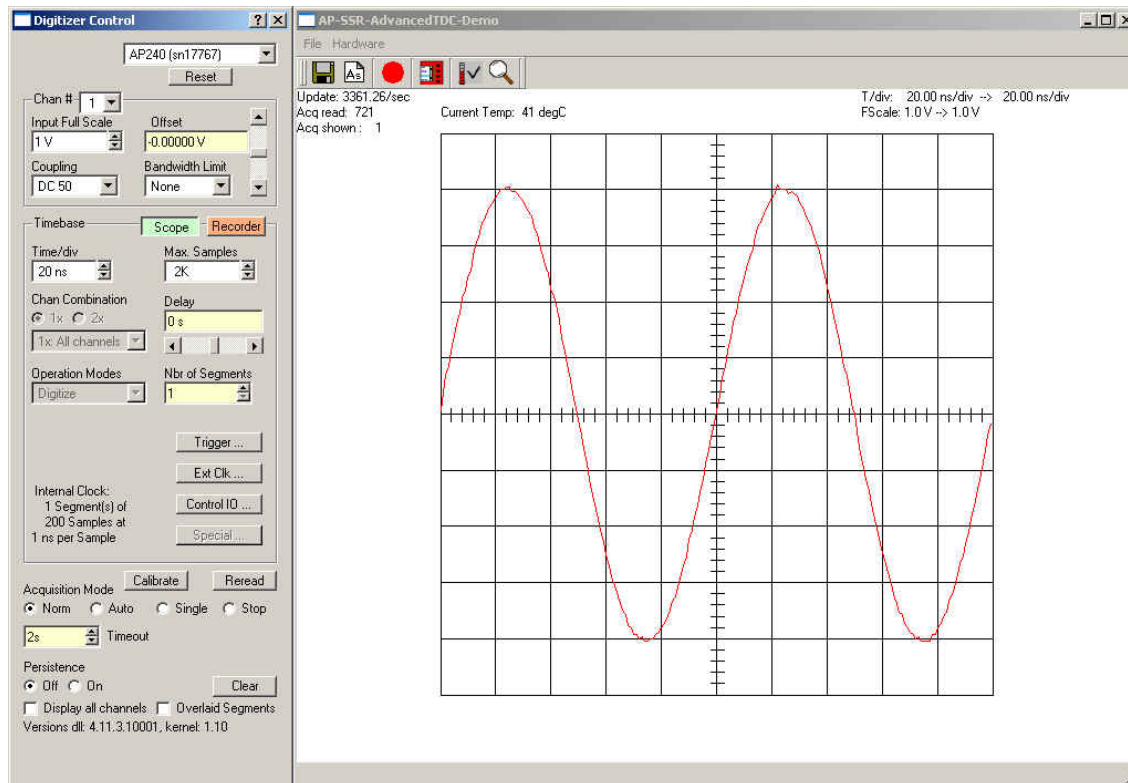 Digitizer Control
AP240 (sn17767)
Reset
Chan # 1
Input Full Scale Offset
1 V -0.00000 V
Coupling Bandwidth Limit
DC 50 None
Timebase Scope Recorder
Time/div Max. Samples
20 ns 2K
Chan Combination Delay
1x 2x 0 s
1x: All channels
Operation Modes Nbr of Segments
Digitize 1
Trigger ...
Ext Clk ...
Internal Clock:
1 Segment(s) of
200 Samples at
1 ns per Sample
Control IO ...
Special ...
Calibrate Reread
Acquisition Mode
Norm Auto Single Stop
2s Timeout
Persistence
Off On Clear
Display all channels Overlaid Segments
Versions dll: 4.11.3.10001, kernel: 1.10
AP-SSR-AdvancedTDC-Demo
File Hardware
As
Update: 3361.26/sec
Acq read: 721
Acq shown : 1
Current Temp: 41 degC
T/div: 20.00 ns/div --> 20.00 ns/div
FScale: 1.0 V --> 1.0 V